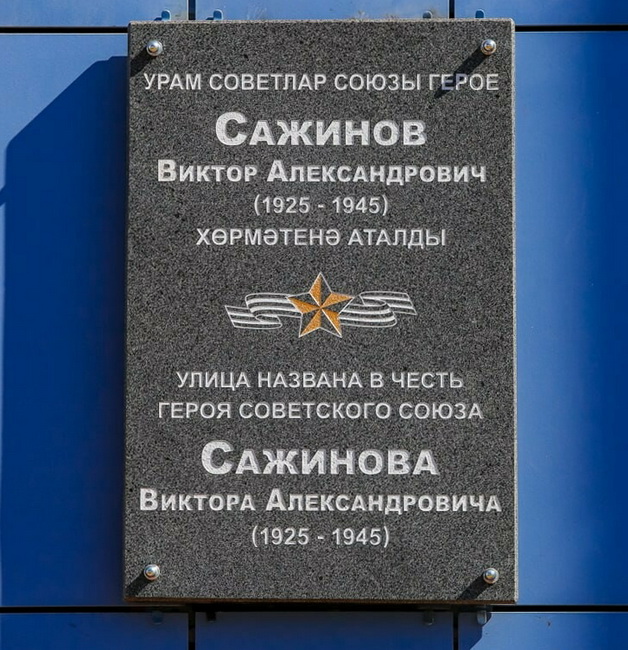 УРАМ СОВЕТЛАР СОЮЗЫ ГЕРОЕ
САЖИНОВ
ВИКТОР АЛЕКСАНДРОВИЧ
(1925 - 1945)
ХӨРМӘТЕНӘ АТАЛДЫ
УЛИЦА НАЗВАНА В ЧЕСТЬ
ГЕРОЯ СОВЕТСКОГО СОЮЗА
САЖИНОВА
ВИКТОРА АЛЕКСАНДРОВИЧА
(1925 - 1945)